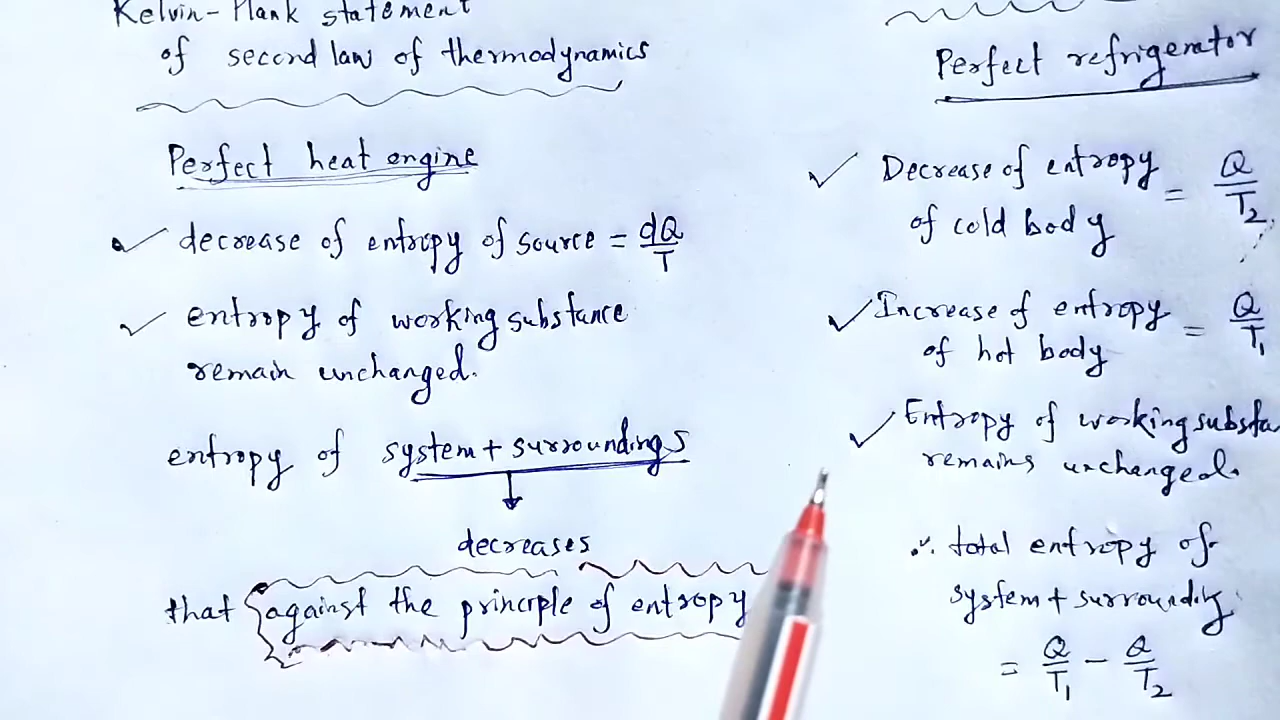 Kelvin-Plank statement
of second law of thermodynamics
Perfect heat engine
decrease of entropy of source = dQ/T
entropy of working substance
remain unchanged.
entropy of system + surroundings
decreases
that against the principle of entropy
Perfect refrigerator
Decrease of entropy
of cold body = Q/T2
Increase of entropy
of hot body = Q/T1
Entropy of working substa
remains unchanged.
∴ total entropy of
system + surrounding
= Q/T1 - Q/T2